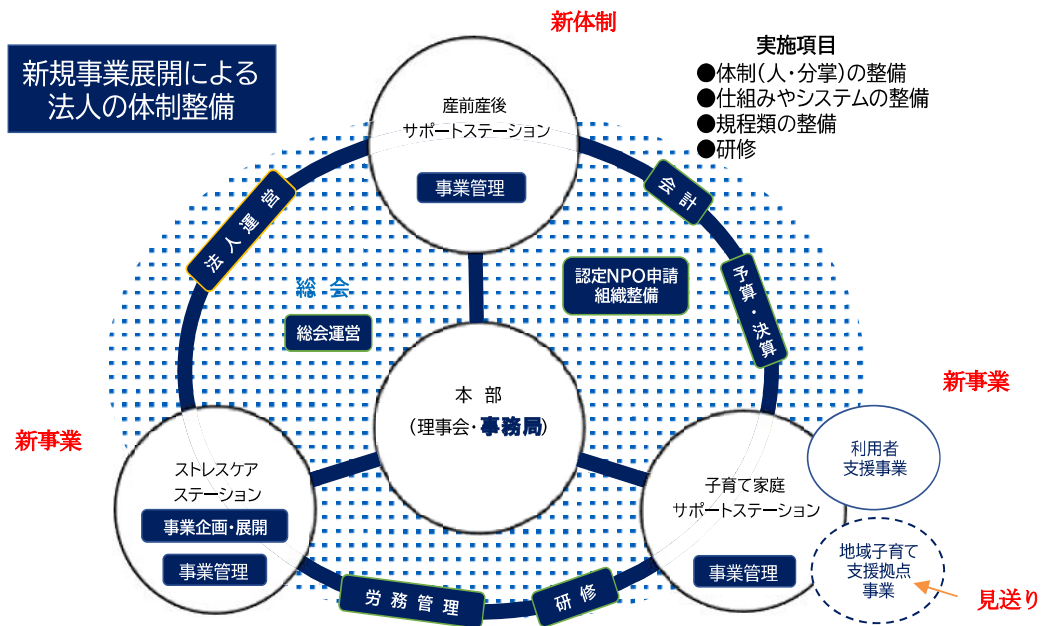 新体制
新規事業展開による
法人の体制整備
実施項目
●体制(人・分掌)の整備
●仕組みやシステムの整備
●規程類の整備
●研修
産前産後
サポートステーション
事業管理
法人運営
会計
予算・決算
認定NPO申請
組織整備
総会
総会運営
本部
(理事会・事務局)
新事業
ストレスケア
ステーション
事業企画・展開
事業管理
新事業
利用者
支援事業
子育て家庭
サポートステーション
事業管理
地域子育て
支援拠点
事業
見送り
労務管理
研修